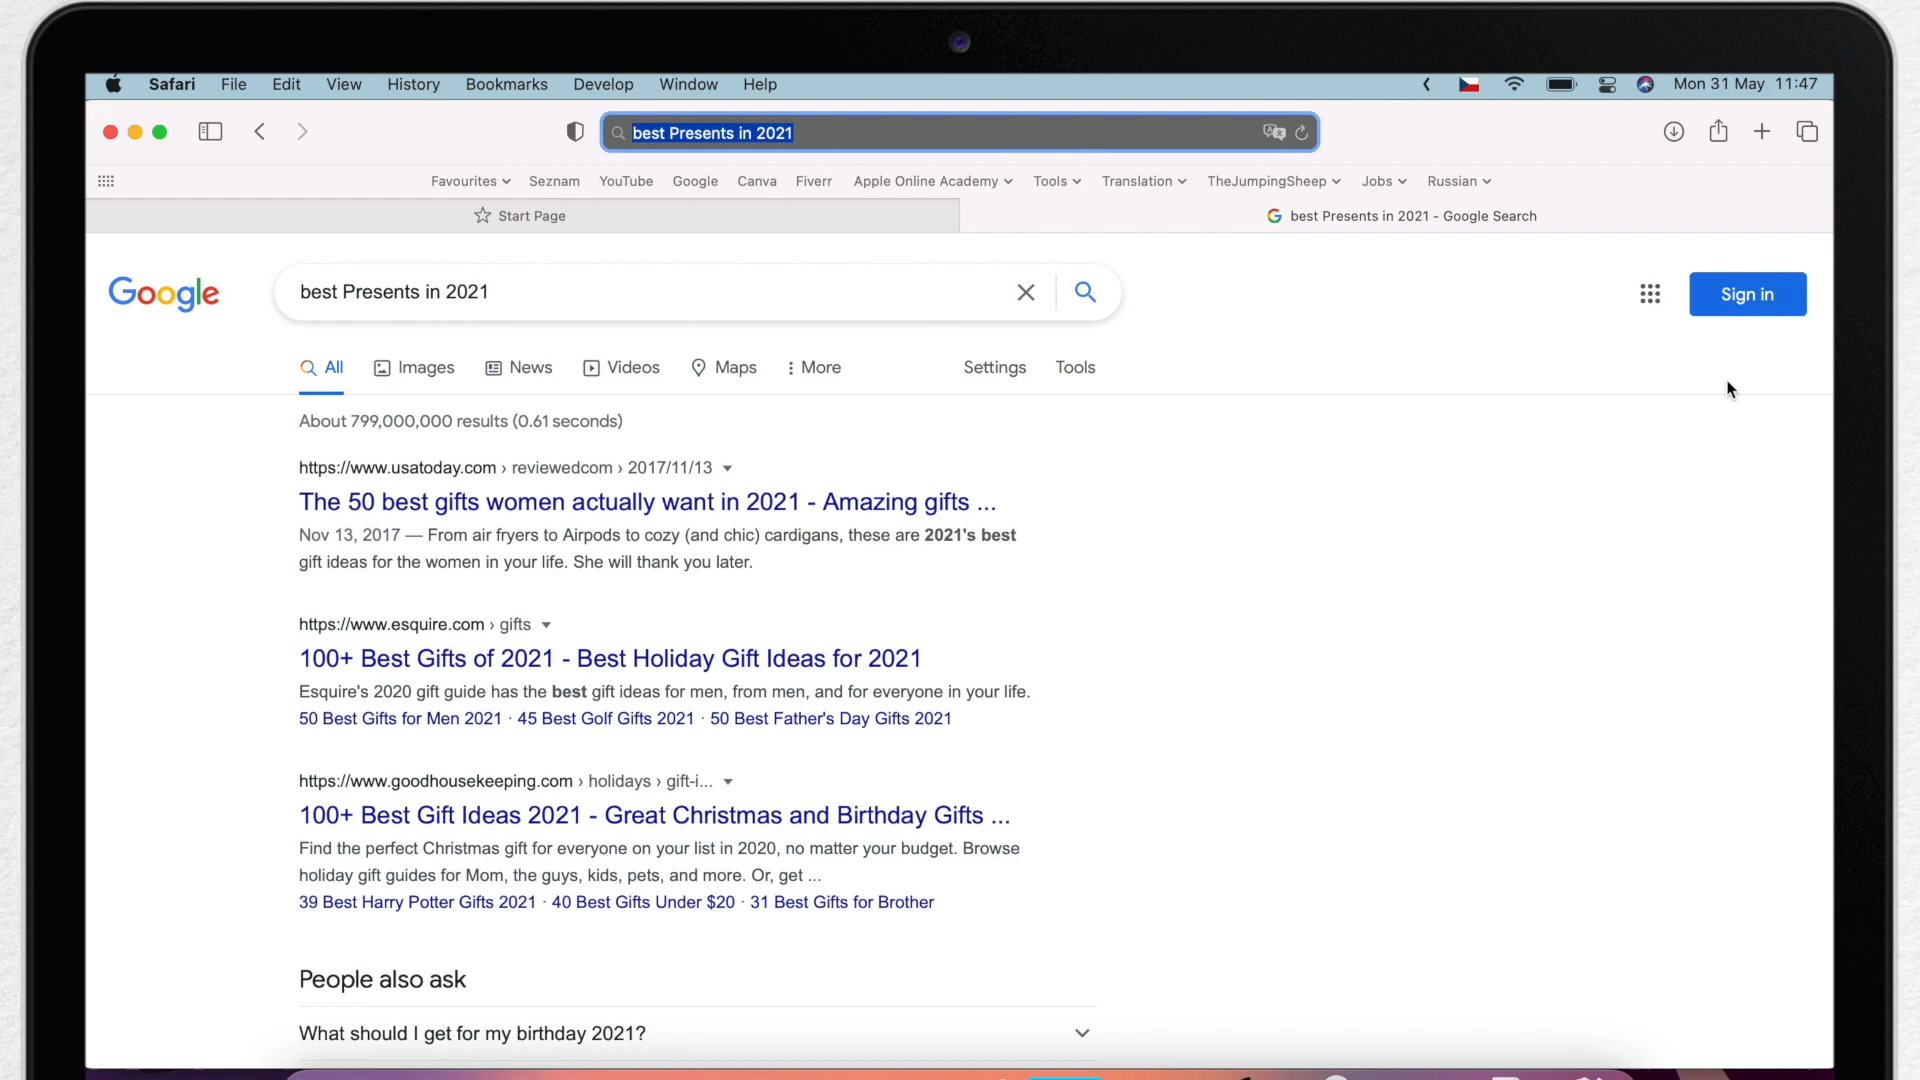 Safari File Edit View History Bookmarks Develop Window Help Mon 31 May 11:47
best Presents in 2021
Favourites Seznam YouTube Google Canva Fiverr Apple Online Academy Tools Translation TheJumpingSheep Jobs Russian
Start Page best Presents in 2021 - Google Search
Google best Presents in 2021 Sign in
All Images News Videos Maps More Settings Tools
About 799,000,000 results (0.61 seconds)
https://www.usatoday.com › reviewedcom › 2017/11/13
The 50 best gifts women actually want in 2021 - Amazing gifts ...
Nov 13, 2017 — From air fryers to Airpods to cozy (and chic) cardigans, these are 2021's best
gift ideas for the women in your life. She will thank you later.
https://www.esquire.com › gifts
100+ Best Gifts of 2021 - Best Holiday Gift Ideas for 2021
Esquire's 2020 gift guide has the best gift ideas for men, from men, and for everyone in your life.
50 Best Gifts for Men 2021 · 45 Best Golf Gifts 2021 · 50 Best Father's Day Gifts 2021
https://www.goodhousekeeping.com › holidays › gift-i...
100+ Best Gift Ideas 2021 - Great Christmas and Birthday Gifts ...
Find the perfect Christmas gift for everyone on your list in 2020, no matter your budget. Browse
holiday gift guides for Mom, the guys, kids, pets, and more. Or, get ...
39 Best Harry Potter Gifts 2021 · 40 Best Gifts Under $20 · 31 Best Gifts for Brother
People also ask
What should I get for my birthday 2021?